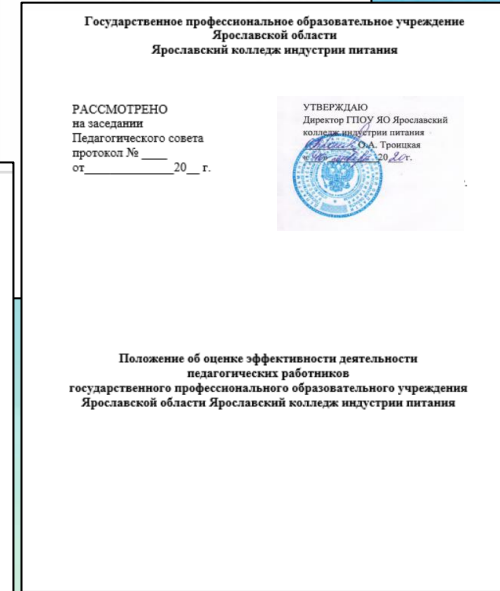 Государственное профессиональное образовательное учреждение
Ярославской области
Ярославский колледж индустрии питания
РАССМОТРЕНО
на заседании
Педагогического совета
протокол № ____
от______________20__ г.
УТВЕРЖДАЮ
Директор ГПОУ ЯО Ярославский
колледж индустрии питания
О.А. Троицкая
2020г.
Положение об оценке эффективности деятельности
педагогических работников
государственного профессионального образовательного учреждения
Ярославской области Ярославский колледж индустрии питания